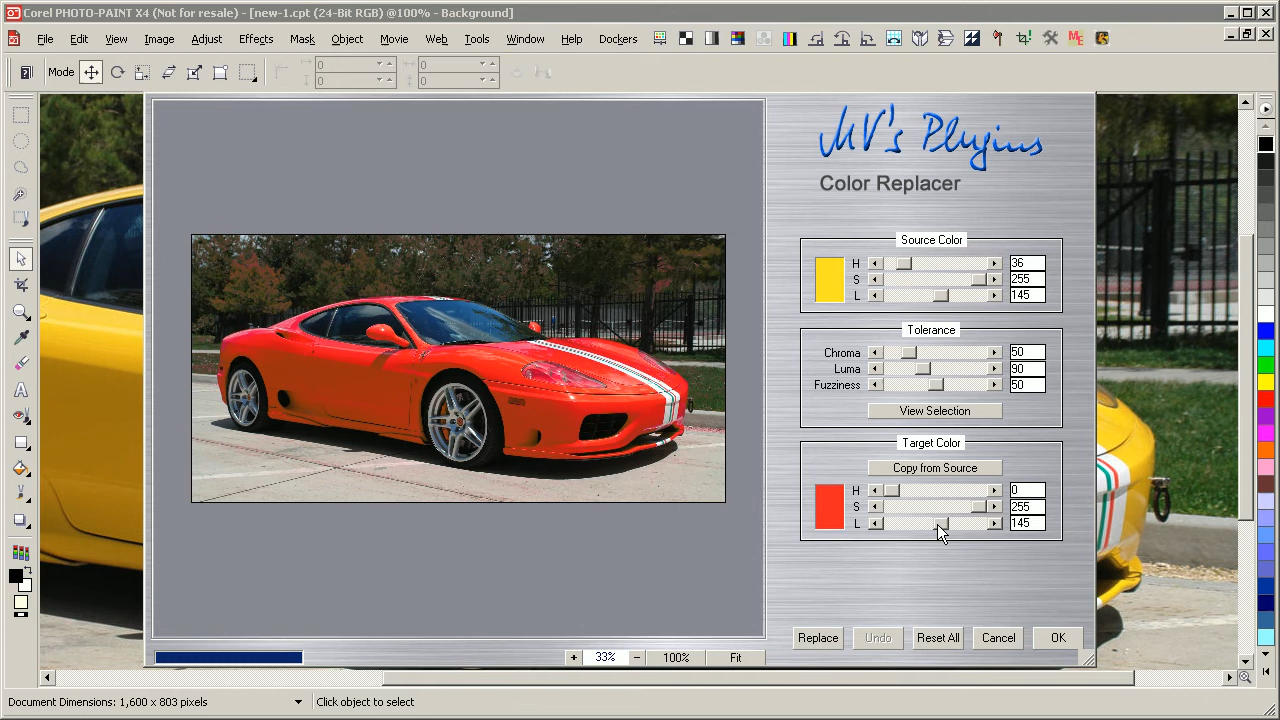 Corel PHOTO-PAINT X4 (Not for resale) - [new-1.cpt (24-Bit RGB) @100% - Background]
File Edit View Image Adjust Effects Mask Object Movie Web Tools Window Help Dockers ME
Mode 0 0
0 0
MV's Plugins
Color Replacer
Source Color
H 36
S 255
L 145
Tolerance
Chroma 50
Luma 90
Fuzziness 50
View Selection
Target Color
Copy from Source
H 0
S 255
L 145
Replace Undo Reset All Cancel OK
+ 33% − 100% Fit
Document Dimensions: 1,600 x 803 pixels Click object to select